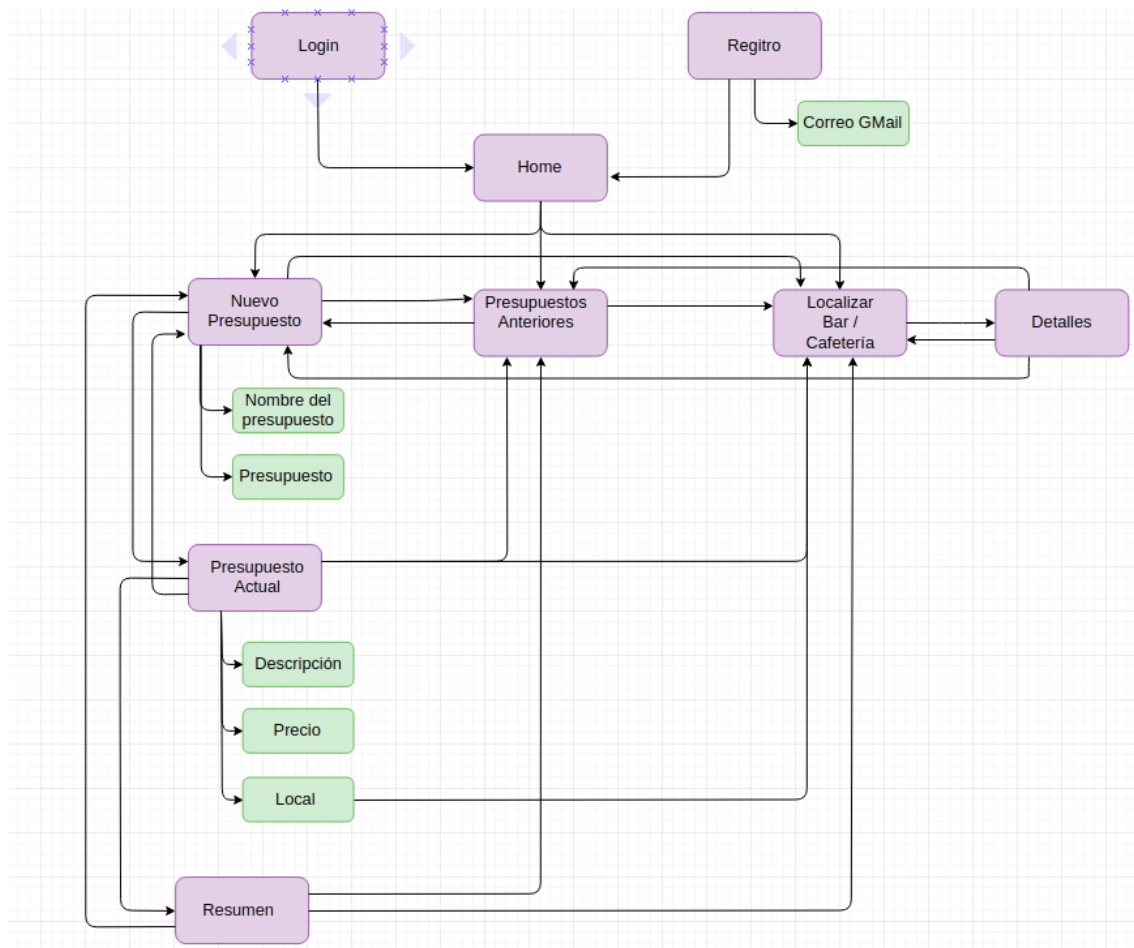 Login
Regitro
Correo GMail
Home
Nuevo
Presupuesto
Presupuestos
Anteriores
Localizar
Bar /
Cafetería
Detalles
Nombre del
presupuesto
Presupuesto
Presupuesto
Actual
Descripción
Precio
Local
Resumen